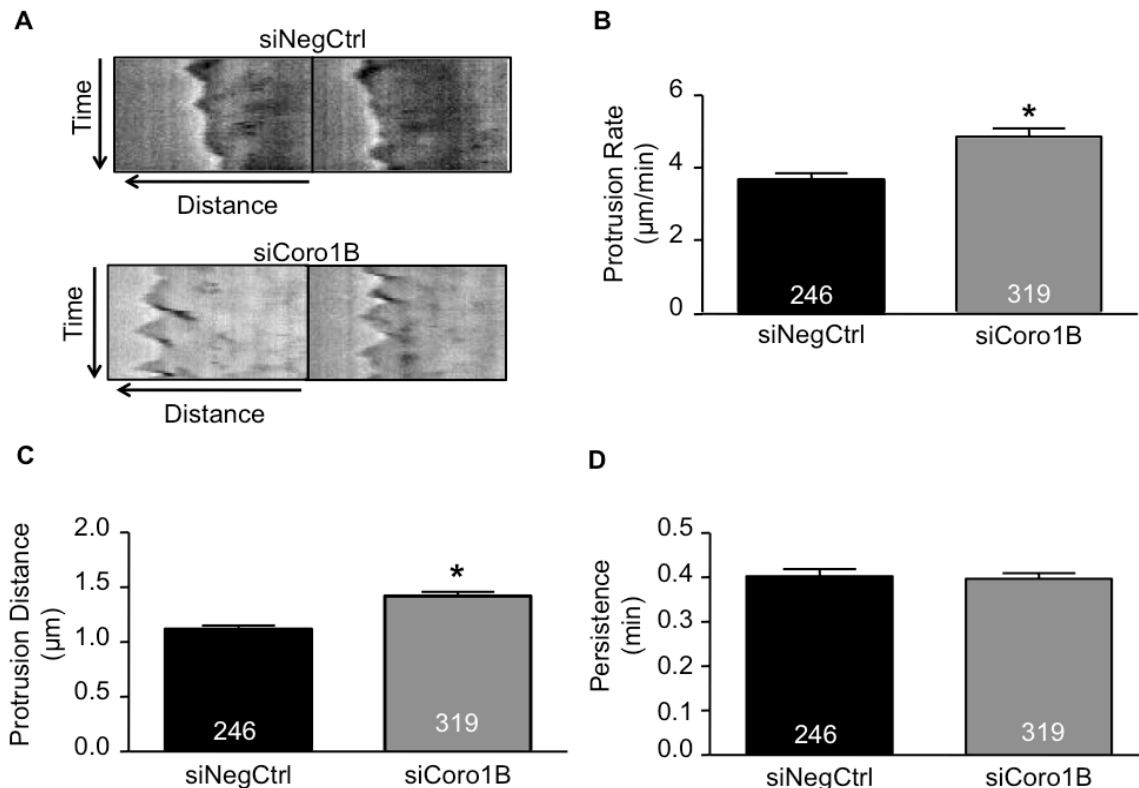 A
siNegCtrl
Time
Distance
siCoro1B
Time
Distance
B
Protrusion Rate
(µm/min)
6
4
2
0
*
246
319
siNegCtrl
siCoro1B
C
Protrusion Distance
(µm)
2.0
1.5
1.0
0.5
0.0
*
246
319
siNegCtrl
siCoro1B
D
Persistence
(min)
0.5
0.4
0.3
0.2
0.1
0.0
246
319
siNegCtrl
siCoro1B